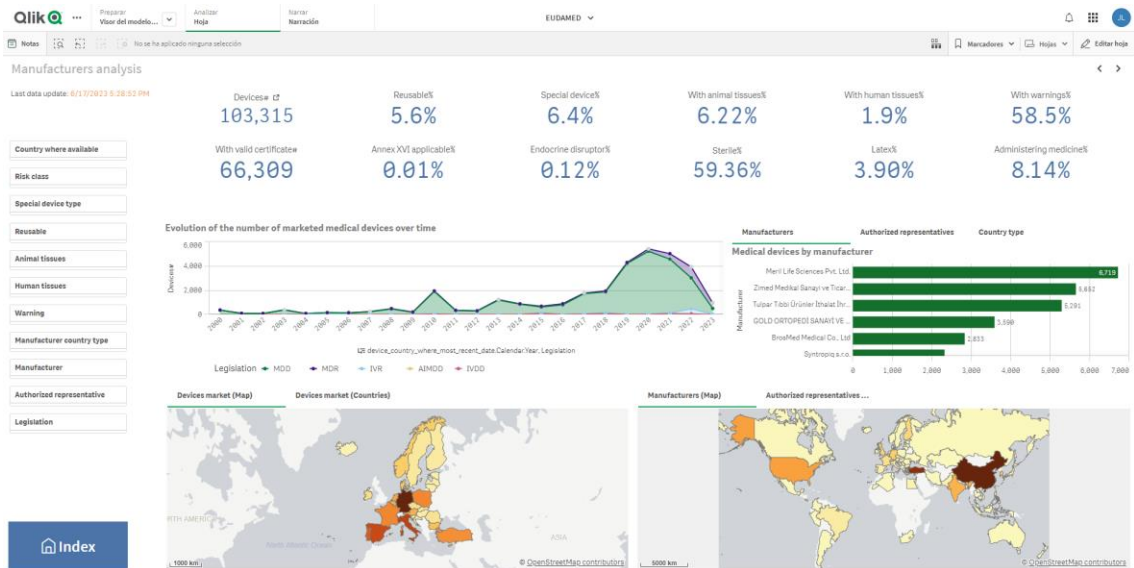 Qlik
Preparar
Visor del modelo...
Analizar
Hoja
Narrar
Narración
EUDAMED
JL
Notas
No se ha aplicado ninguna selección
Marcadores
Hojas
Editar hoja
Manufacturers analysis
Last data update: 6/17/2023 5:28:53 PM
Devices#
103,315
Reusable%
5.6%
Special device%
6.4%
With animal tissues%
6.22%
With human tissues%
1.9%
With warnings%
58.5%
With valid certificate#
66,309
Annex XVI applicable%
0.01%
Endocrine disruptor%
0.12%
Sterile%
59.36%
Latex%
3.90%
Administering medicine%
8.14%
Country where available
Risk class
Special device type
Reusable
Animal tissues
Human tissues
Warning
Manufacturer country type
Manufacturer
Authorized representative
Legislation
Index
Evolution of the number of marketed medical devices over time
Devices#
6,000
4,000
2,000
0
2000 2001 2002 2003 2004 2005 2006 2007 2008 2009 2010 2011 2012 2013 2014 2015 2016 2017 2018 2019 2020 2021 2022 2023
device_country_where_most_recent_date.Calendar.Year, Legislation
Legislation MDD MDR IVR AIMDD IVDD
Manufacturers
Authorized representatives
Country type
Medical devices by manufacturer
Manufacturer
Meril Life Sciences Pvt. Ltd. 6,719
Zimed Medikal Sanayi ve Ticar...
Tulpar Tıbbi Ürünler İthalat İhr... 5,291
GOLD ORTOPEDİ SANAYİ VE ... 3,590
BrosMed Medical Co., Ltd 2,833
Syntropiq s.r.o.
0 1,000 2,000 3,000 4,000 5,000 6,000 7,000
Devices market (Map)
Devices market (Countries)
NORTH AMERICA
North Atlantic Ocean
ASIA
1000 km
© OpenStreetMap contributors
Manufacturers (Map)
Authorized representatives ...
5000 km
© OpenStreetMap contributors